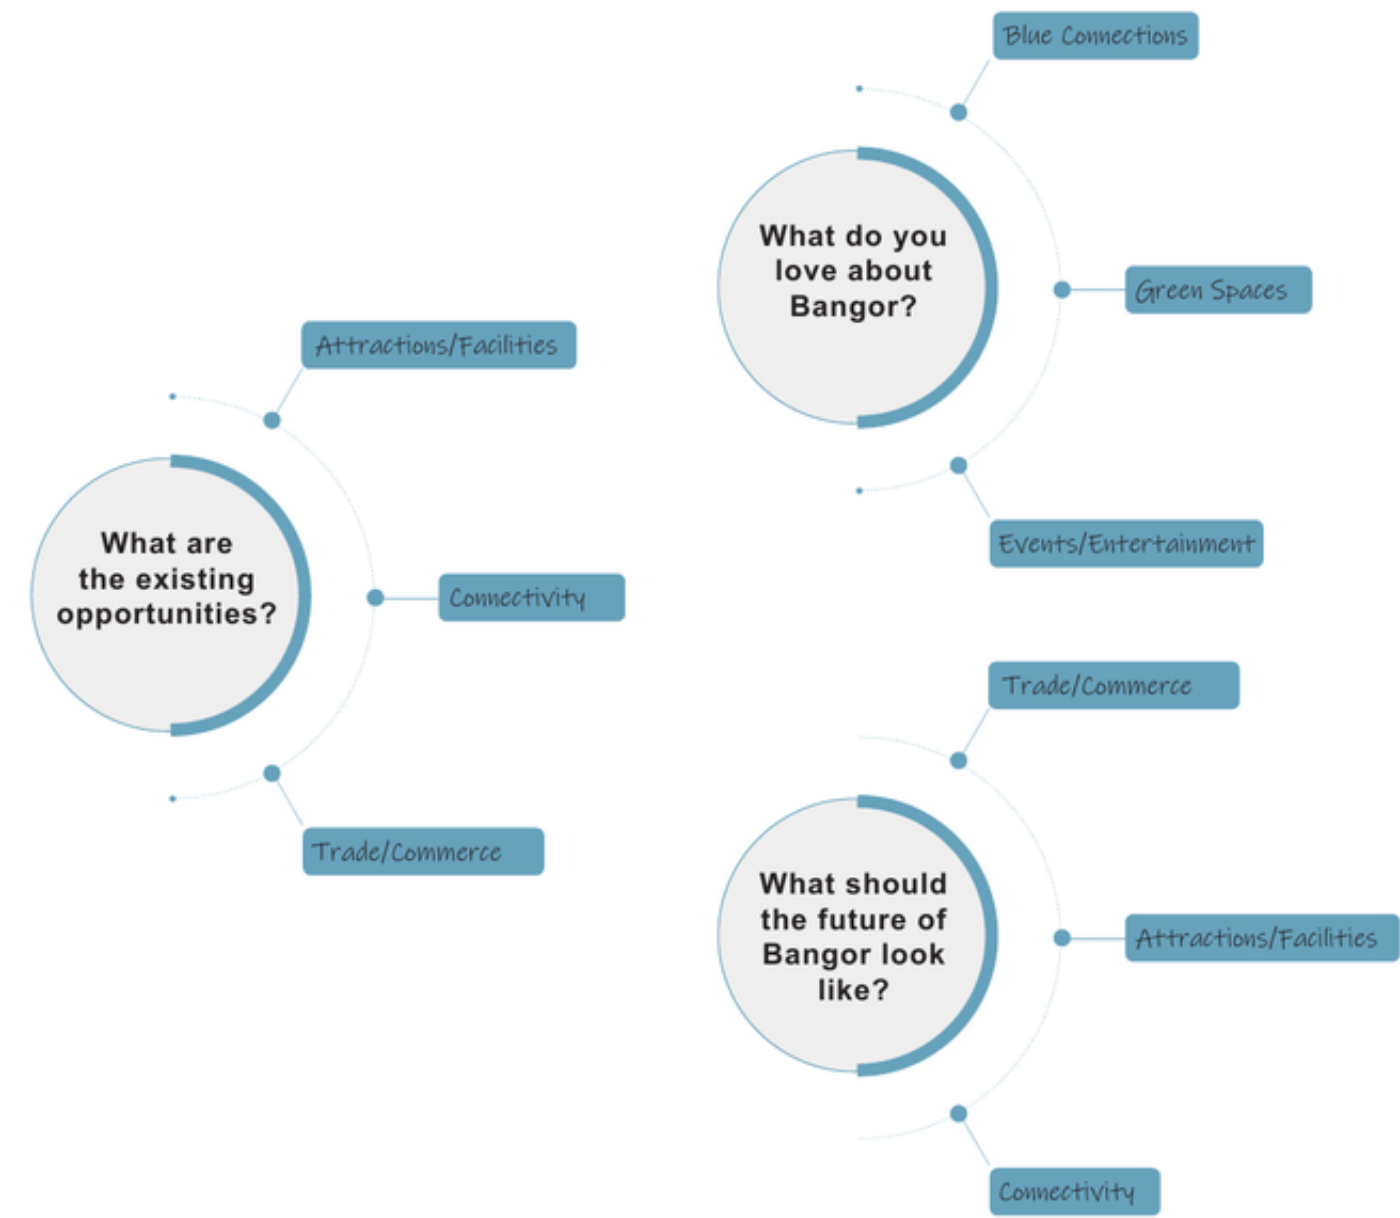 Attractions/Facilities
What are
the existing
opportunities?
Connectivity
Trade/Commerce
Blue Connections
What do you
love about
Bangor?
Green Spaces
Events/Entertainment
Trade/Commerce
What should
the future of
Bangor look
like?
Attractions/Facilities
Connectivity